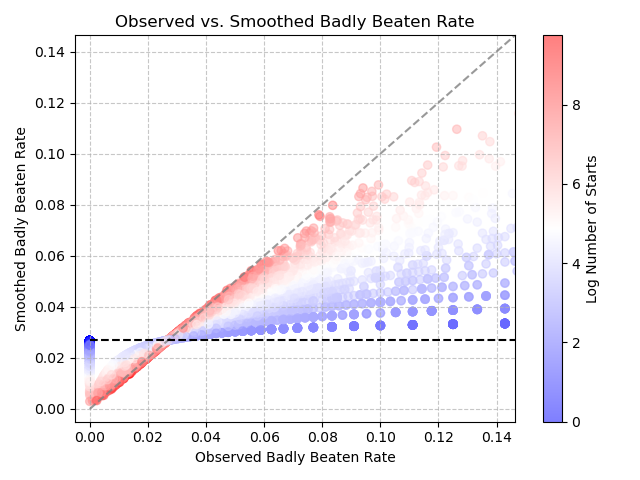 Observed vs. Smoothed Badly Beaten Rate
Smoothed Badly Beaten Rate
0.14
0.12
0.10
0.08
0.06
0.04
0.02
0.00
0.00 0.02 0.04 0.06 0.08 0.10 0.12 0.14
Observed Badly Beaten Rate
8
6
4
2
0
Log Number of Starts